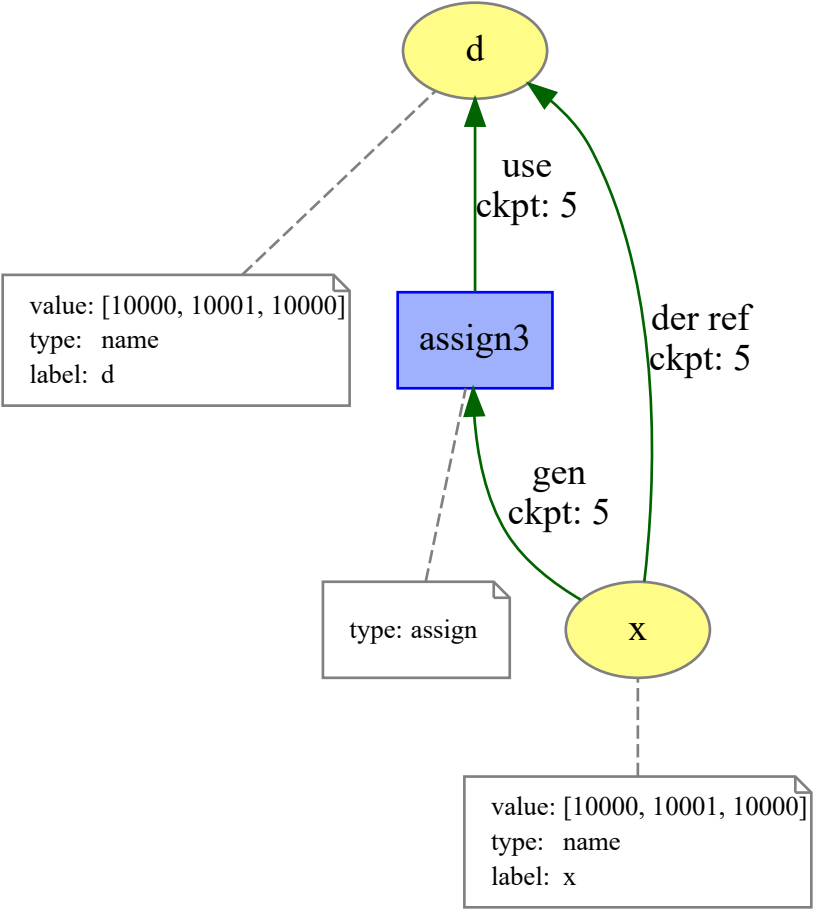 d
use
ckpt: 5
value: [10000, 10001, 10000]
type: name
label: d
assign3
der ref
ckpt: 5
gen
ckpt: 5
type: assign
x
value: [10000, 10001, 10000]
type: name
label: x